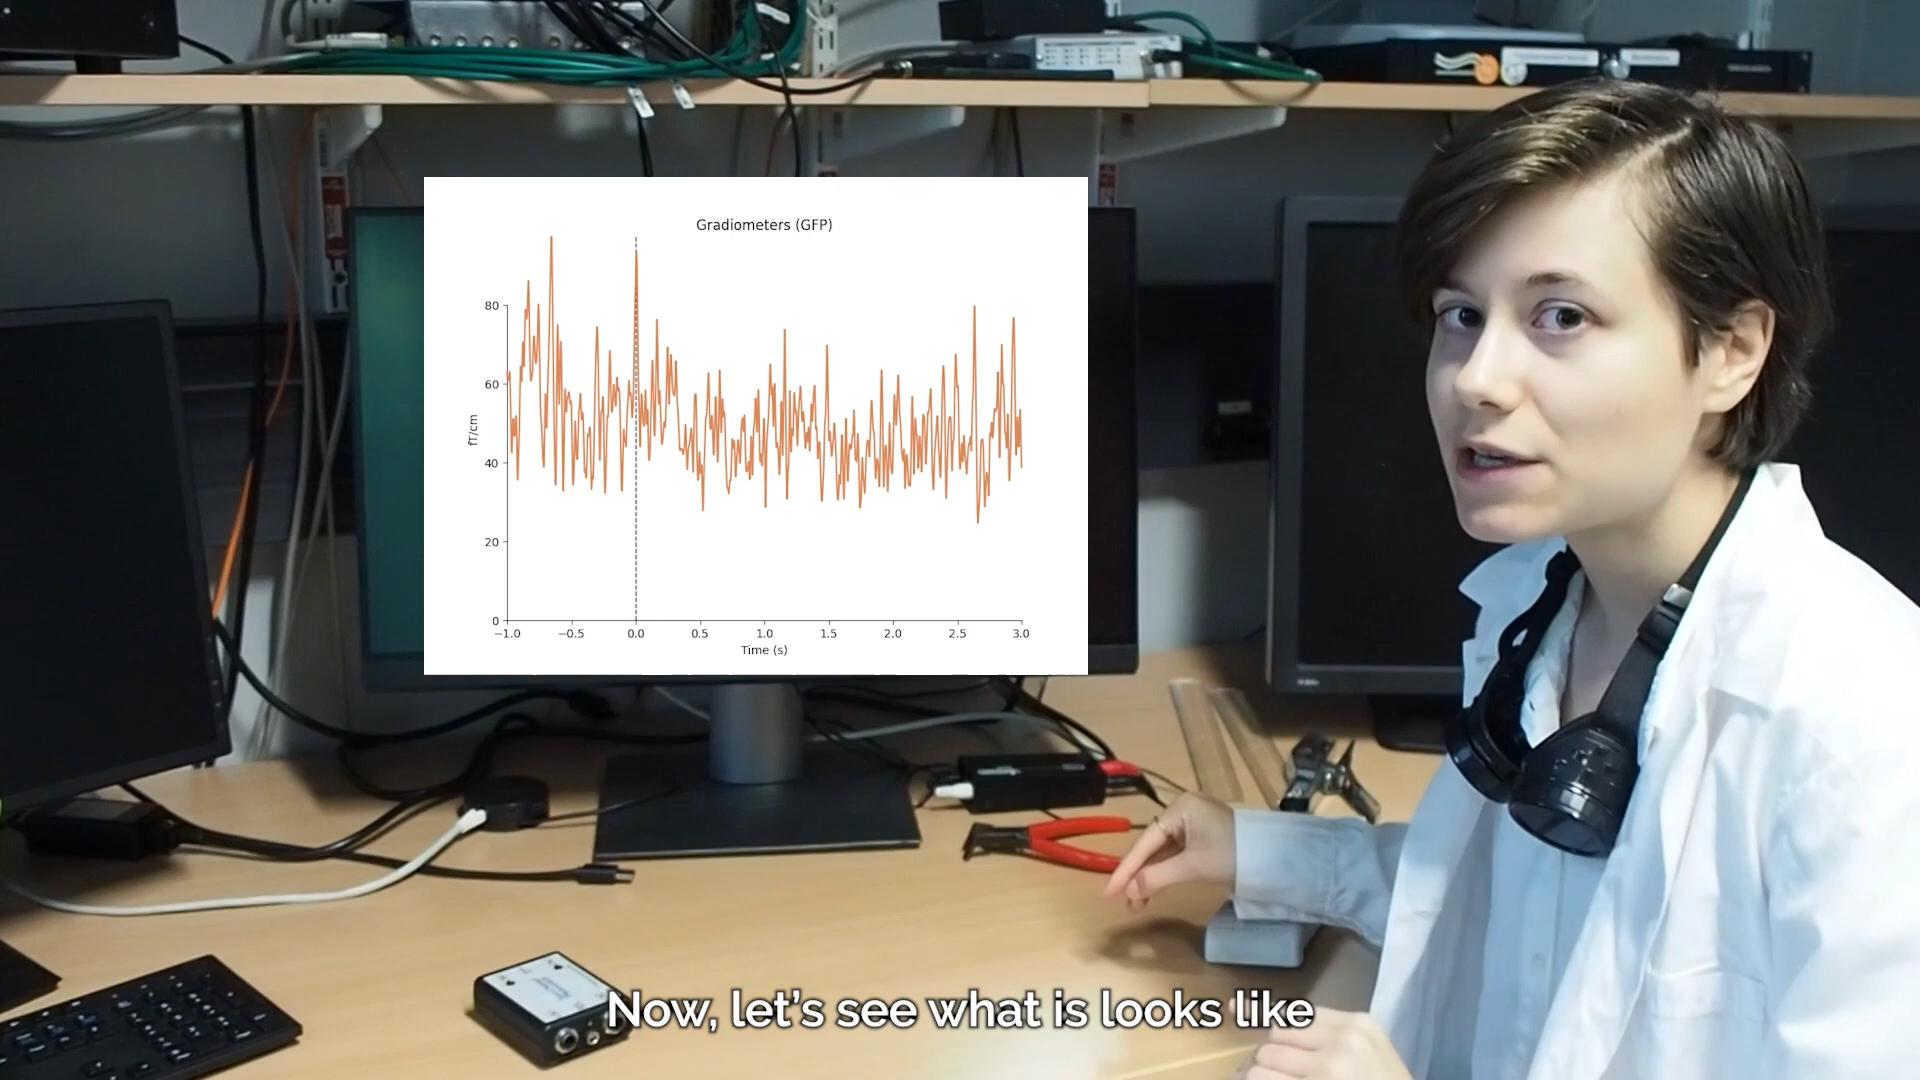 Gradiometers (GFP)
80
60
40
20
0
fT/cm
−1.0 −0.5 0.0 0.5 1.0 1.5 2.0 2.5 3.0
Time (s)
Now, let's see what is looks like